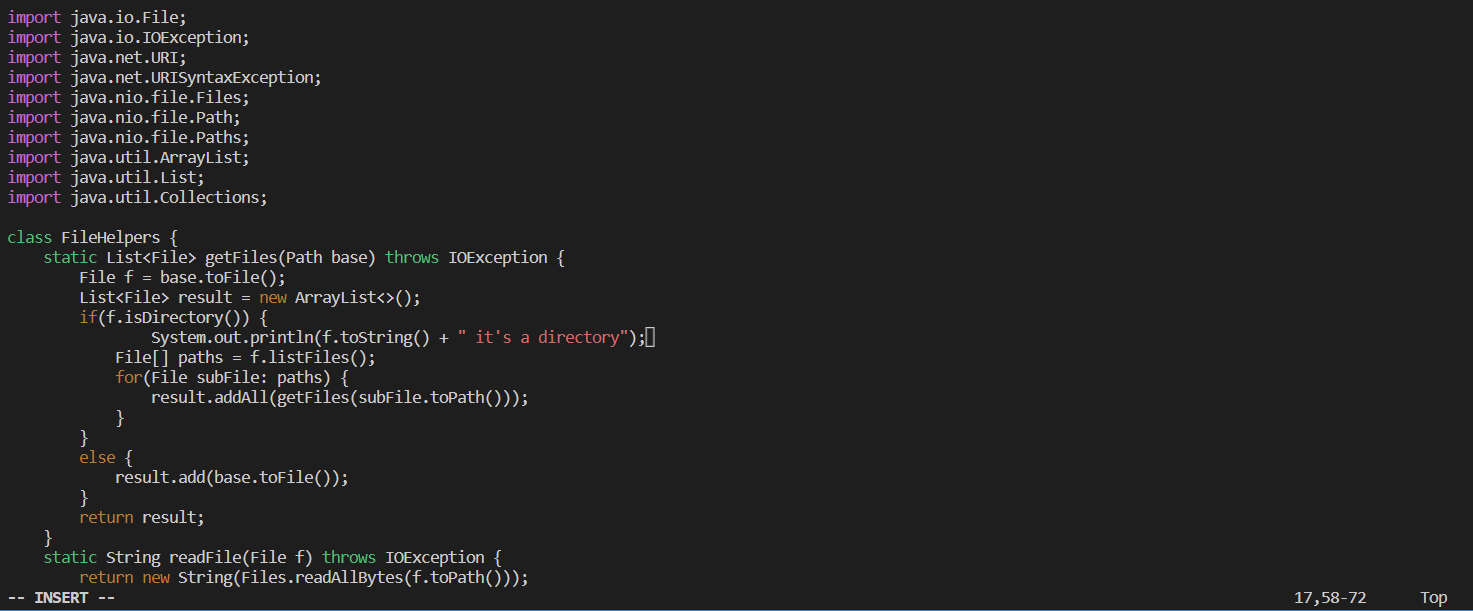 import java.io.File;
import java.io.IOException;
import java.net.URI;
import java.net.URISyntaxException;
import java.nio.file.Files;
import java.nio.file.Path;
import java.nio.file.Paths;
import java.util.ArrayList;
import java.util.List;
import java.util.Collections;

class FileHelpers {
    static List<File> getFiles(Path base) throws IOException {
        File f = base.toFile();
        List<File> result = new ArrayList<>();
        if(f.isDirectory()) {
                System.out.println(f.toString() + " it's a directory");
            File[] paths = f.listFiles();
            for(File subFile: paths) {
                result.addAll(getFiles(subFile.toPath()));
            }
        }
        else {
            result.add(base.toFile());
        }
        return result;
    }
    static String readFile(File f) throws IOException {
        return new String(Files.readAllBytes(f.toPath()));
-- INSERT -- 17,58-72 Top